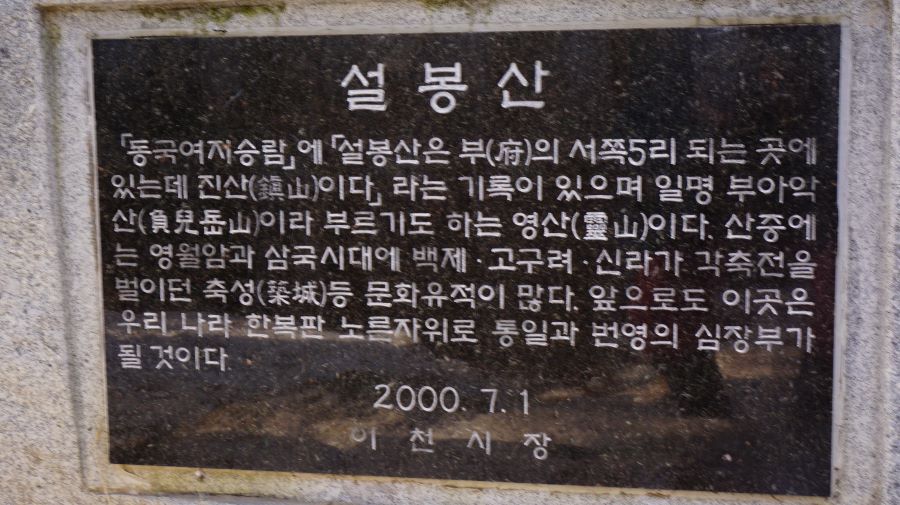 설봉산
「동국여지승람」에 「설봉산은 부(府)의 서쪽5리 되는 곳에
있는데 진산(鎭山)이다」 라는 기록이 있으며 일명 부아악
산(負兒岳山)이라 부르기도 하는 영산(靈山)이다. 산중에
는 영월암과 삼국시대에 백제·고구려·신라가 각축전을
벌이던 축성(築城)등 문화유적이 많다. 앞으로도 이곳은
우리 나라 한복판 노른자위로 통일과 번영의 심장부가
될 것이다.
2000. 7. 1
이천시장